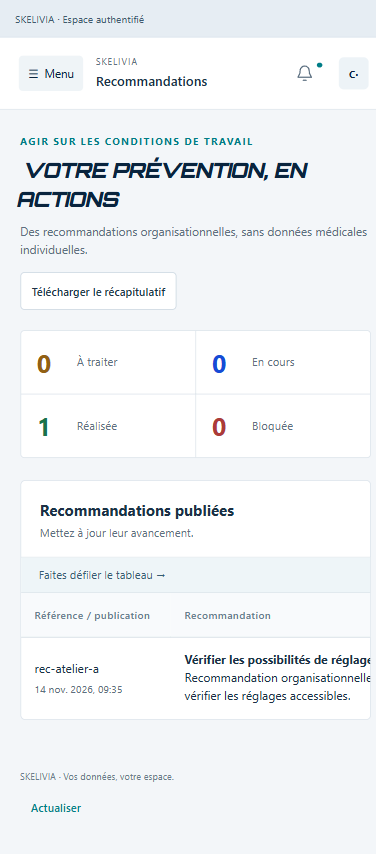 SKELIVIA · Espace authentifié
☰ Menu
SKELIVIA
Recommandations
C·
AGIR SUR LES CONDITIONS DE TRAVAIL
VOTRE PRÉVENTION, EN
ACTIONS
Des recommandations organisationnelles, sans données médicales
individuelles.
Télécharger le récapitulatif
0 À traiter
0 En cours
1 Réalisée
0 Bloquée
Recommandations publiées
Mettez à jour leur avancement.
Faites défiler le tableau →
Référence / publication Recommandation
rec-atelier-a
14 nov. 2026, 09:35
Vérifier les possibilités de réglage
Recommandation organisationnelle
vérifier les réglages accessibles.
SKELIVIA · Vos données, votre espace.
Actualiser